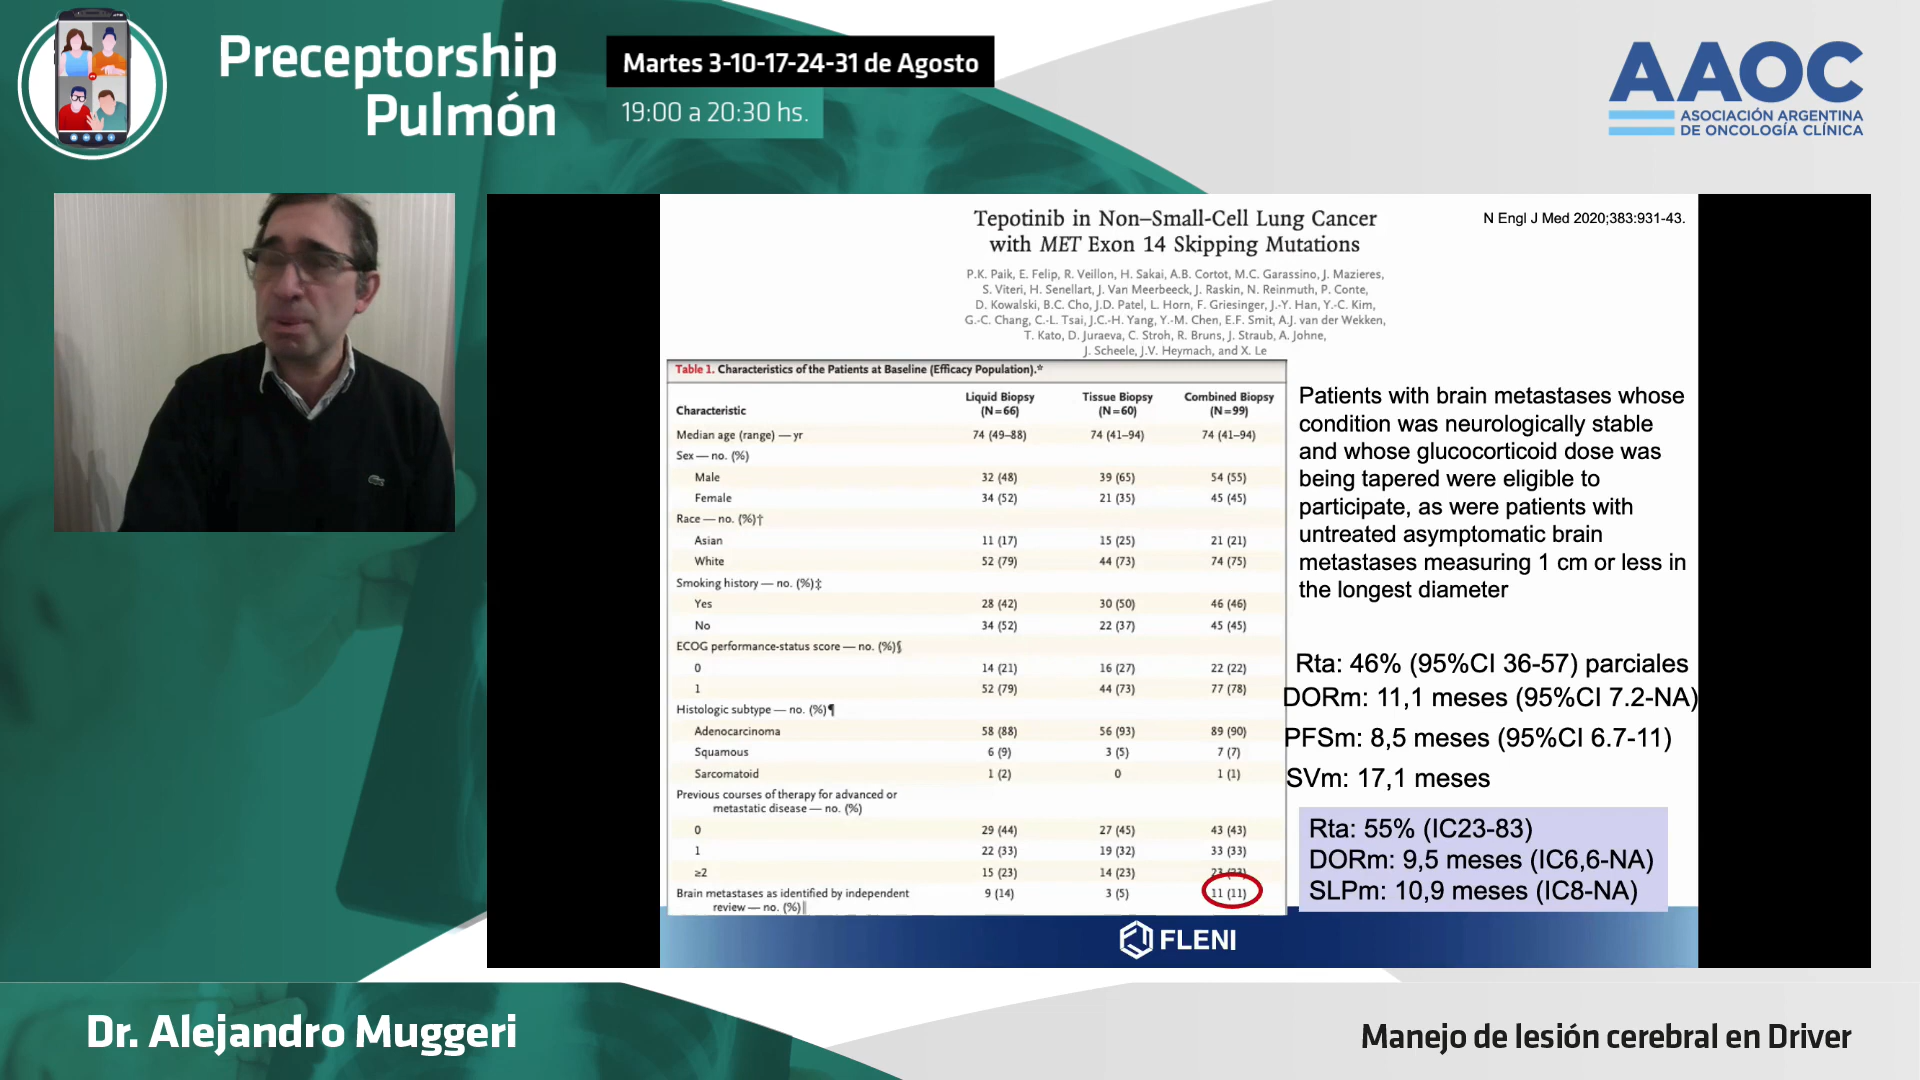 Preceptorship
Pulmón
Martes 3-10-17-24-31 de Agosto
19:00 a 20:30 hs.
AAOC
ASOCIACIÓN ARGENTINA
DE ONCOLOGÍA CLÍNICA
Tepotinib in Non–Small-Cell Lung Cancer
with MET Exon 14 Skipping Mutations
N Engl J Med 2020;383:931-43.
P.K. Paik, E. Felip, R. Veillon, H. Sakai, A.B. Cortot, M.C. Garassino, J. Mazieres,
S. Viteri, H. Senellart, J. Van Meerbeeck, J. Raskin, N. Reinmuth, P. Conte,
D. Kowalski, B.C. Cho, J.D. Patel, L. Horn, F. Griesinger, J.-Y. Han, Y.-C. Kim,
G.-C. Chang, C.-L. Tsai, J.C.-H. Yang, Y.-M. Chen, E.F. Smit, A.J. van der Wekken,
T. Kato, D. Juraeva, C. Stroh, R. Bruns, J. Straub, A. Johne,
J. Scheele, J.V. Heymach, and X. Le
Table 1. Characteristics of the Patients at Baseline (Efficacy Population).*
Characteristic Liquid Biopsy (N=66) Tissue Biopsy (N=60) Combined Biopsy (N=99)
Median age (range) — yr 74 (49–88) 74 (41–94) 74 (41–94)
Sex — no. (%)
Male 32 (48) 39 (65) 54 (55)
Female 34 (52) 21 (35) 45 (45)
Race — no. (%)†
Asian 11 (17) 15 (25) 21 (21)
White 52 (79) 44 (73) 74 (75)
Smoking history — no. (%)‡
Yes 28 (42) 30 (50) 46 (46)
No 34 (52) 22 (37) 45 (45)
ECOG performance-status score — no. (%)§
0 14 (21) 16 (27) 22 (22)
1 52 (79) 44 (73) 77 (78)
Histologic subtype — no. (%)¶
Adenocarcinoma 58 (88) 56 (93) 89 (90)
Squamous 6 (9) 3 (5) 7 (7)
Sarcomatoid 1 (2) 0 1 (1)
Previous courses of therapy for advanced or
metastatic disease — no. (%)
0 29 (44) 27 (45) 43 (43)
1 22 (33) 19 (32) 33 (33)
≥2 15 (23) 14 (23) 23 (23)
Brain metastases as identified by independent 9 (14) 3 (5) 11 (11)
review — no. (%)‖
Patients with brain metastases whose
condition was neurologically stable
and whose glucocorticoid dose was
being tapered were eligible to
participate, as were patients with
untreated asymptomatic brain
metastases measuring 1 cm or less in
the longest diameter
Rta: 46% (95%CI 36-57) parciales
DORm: 11,1 meses (95%CI 7.2-NA)
PFSm: 8,5 meses (95%CI 6.7-11)
SVm: 17,1 meses
Rta: 55% (IC23-83)
DORm: 9,5 meses (IC6,6-NA)
SLPm: 10,9 meses (IC8-NA)
FLENI
Dr. Alejandro Muggeri
Manejo de lesión cerebral en Driver